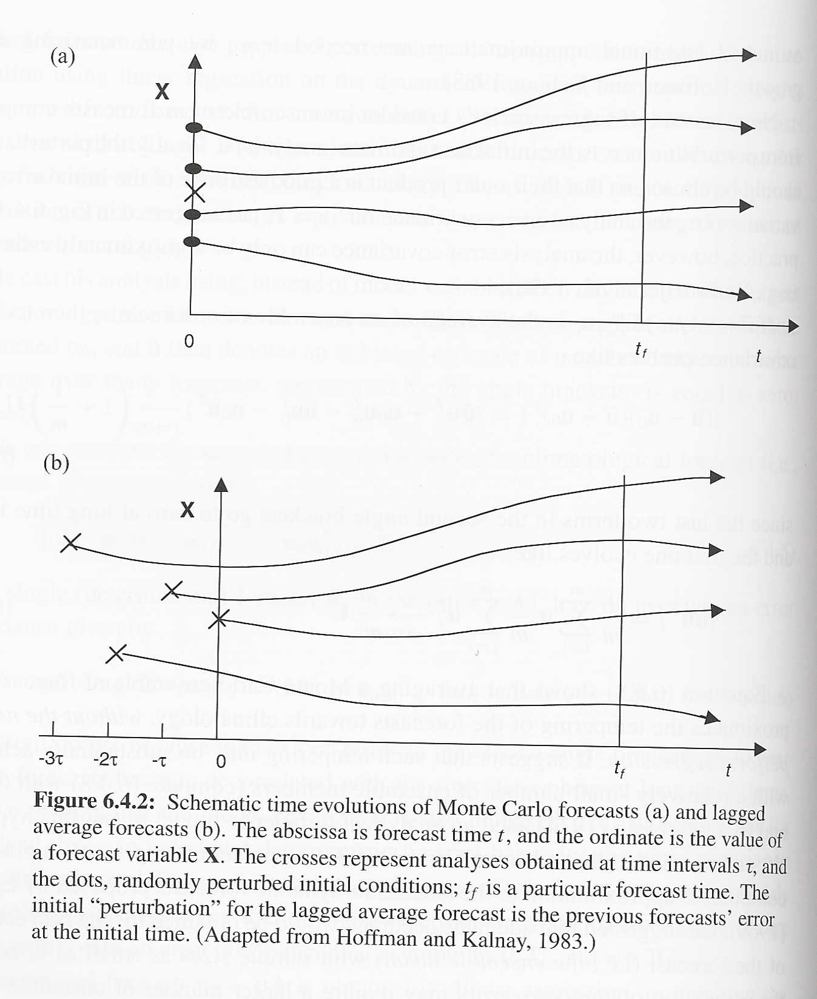 (a)
X
0
t_f
t
(b)
X
-3τ -2τ -τ 0
t_f
t
Figure 6.4.2: Schematic time evolutions of Monte Carlo forecasts (a) and lagged
average forecasts (b). The abscissa is forecast time t, and the ordinate is the value of
a forecast variable X. The crosses represent analyses obtained at time intervals τ, and
the dots, randomly perturbed initial conditions; t_f is a particular forecast time. The
initial “perturbation” for the lagged average forecast is the previous forecasts’ error
at the initial time. (Adapted from Hoffman and Kalnay, 1983.)